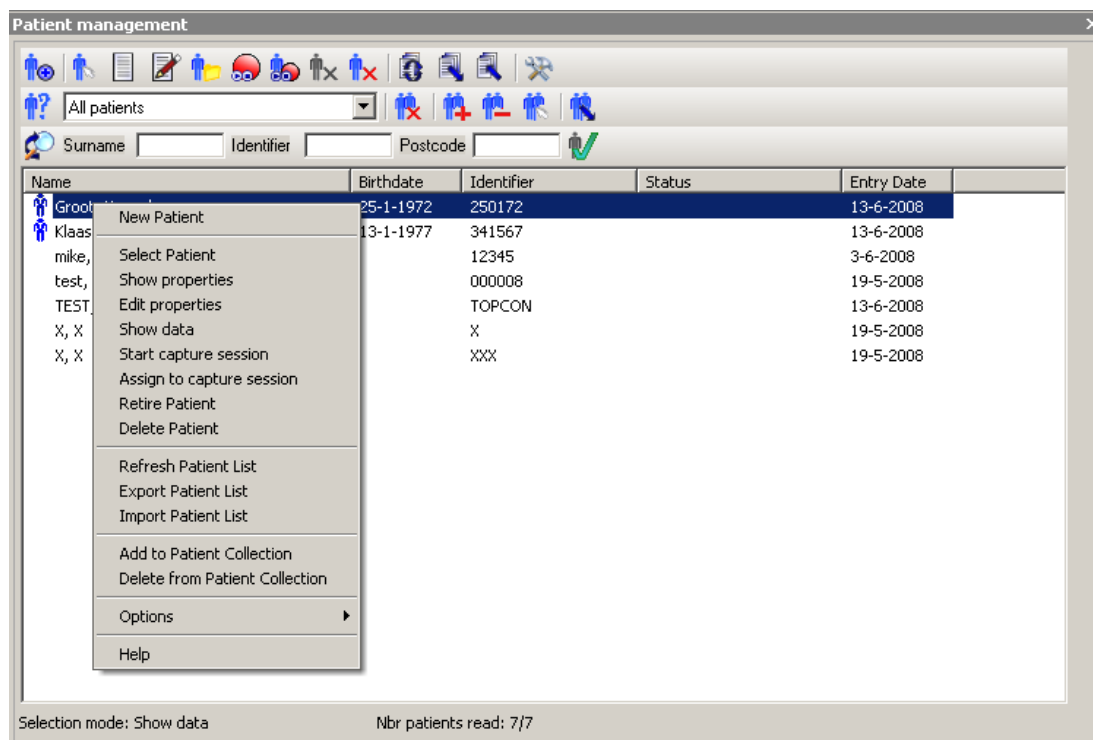 Patient management
All patients
Surname Identifier Postcode
Name Birthdate Identifier Status Entry Date
25-1-1972 250172 13-6-2008
New Patient
Klaas 13-1-1977 341567 13-6-2008
mike, 12345 3-6-2008
Select Patient
test, 000008 19-5-2008
Show properties
TEST TOPCON 13-6-2008
Edit properties
X, X X 19-5-2008
Show data
X, X XXX 19-5-2008
Start capture session
Assign to capture session
Retire Patient
Delete Patient
Refresh Patient List
Export Patient List
Import Patient List
Add to Patient Collection
Delete from Patient Collection
Options
Help
Selection mode: Show data Nbr patients read: 7/7